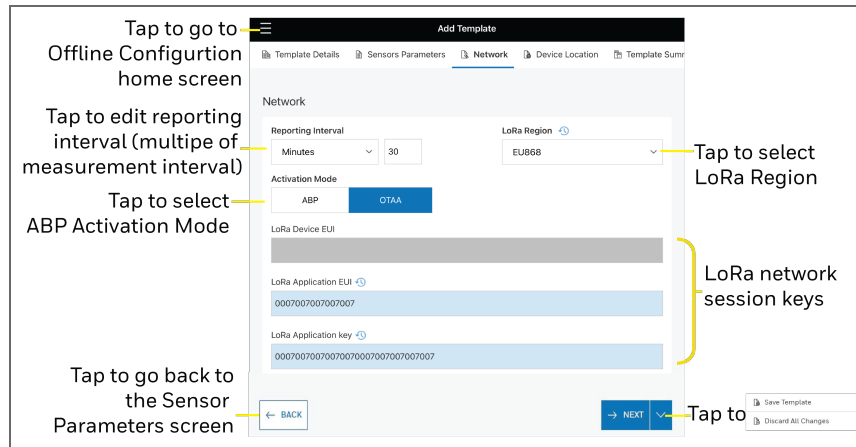 Tap to go to
Offline Configurtion
home screen
Add Template
Template Details
Sensors Parameters
Network
Device Location
Template Summ
Network
Tap to edit reporting
interval (multipe of
measurement interval)
Reporting Interval
Minutes
30
LoRa Region
EU868
Tap to select
LoRa Region
Tap to select
ABP Activation Mode
Activation Mode
ABP
OTAA
LoRa Device EUI
LoRa Application EUI
0007007007007007
LoRa Application key
00070070070070070007007007007007
LoRa network
session keys
Tap to go back to
the Sensor
Parameters screen
← BACK
→ NEXT
Tap to
Save Template
Discard All Changes